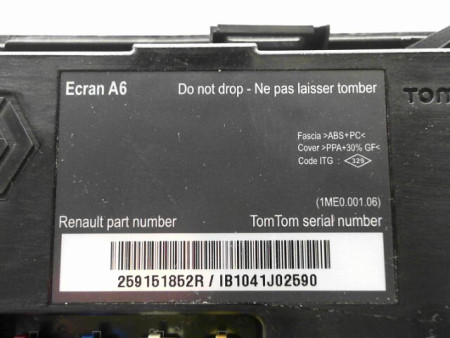 Ecran A6 Do not drop - Ne pas laisser tomber
TOM
Fascia >ABS+PC<
Cover >PPA+30% GF<
Code ITG : 329
(1ME0.001.06)
Renault part number TomTom serial number
259151852R / IB1041J02590